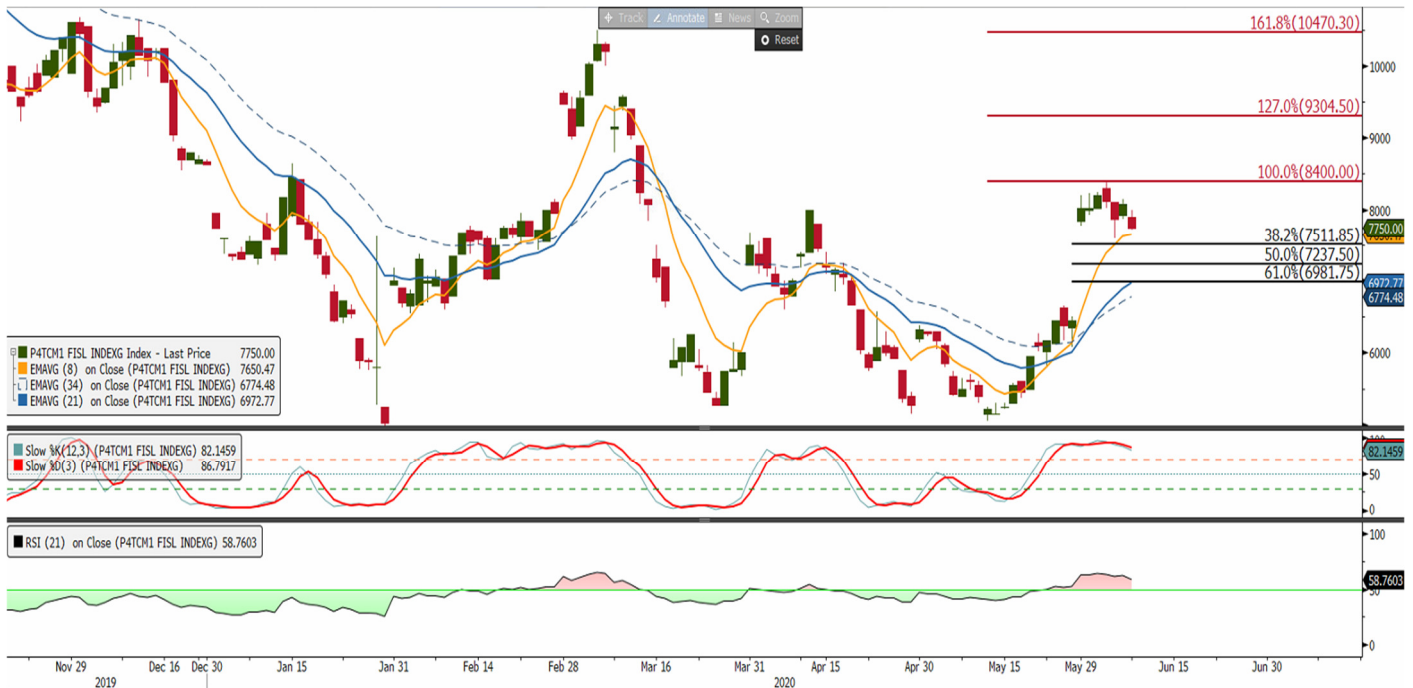 Track Annotate News Zoom
Reset
161.8%(10470.30)
127.0%(9304.50)
100.0%(8400.00)
38.2%(7511.85)
50.0%(7237.50)
61.0%(6981.75)
10000
9000
8000
7750.00
6972.77
6774.48
6000
P4TCM1 FISL INDEXG Index - Last Price 7750.00
EMAVG (8) on Close (P4TCM1 FISL INDEXG) 7650.47
EMAVG (34) on Close (P4TCM1 FISL INDEXG) 6774.48
EMAVG (21) on Close (P4TCM1 FISL INDEXG) 6972.77
Slow %K(12,3) (P4TCM1 FISL INDEXG) 82.1459
Slow %D(3) (P4TCM1 FISL INDEXG) 86.7917
82.1459
50
0
RSI (21) on Close (P4TCM1 FISL INDEXG) 58.7603
100
58.7603
0
Nov 29 Dec 16 Dec 30 Jan 15 Jan 31 Feb 14 Feb 28 Mar 16 Mar 31 Apr 15 Apr 30 May 15 May 29 Jun 15 Jun 30
2019 2020